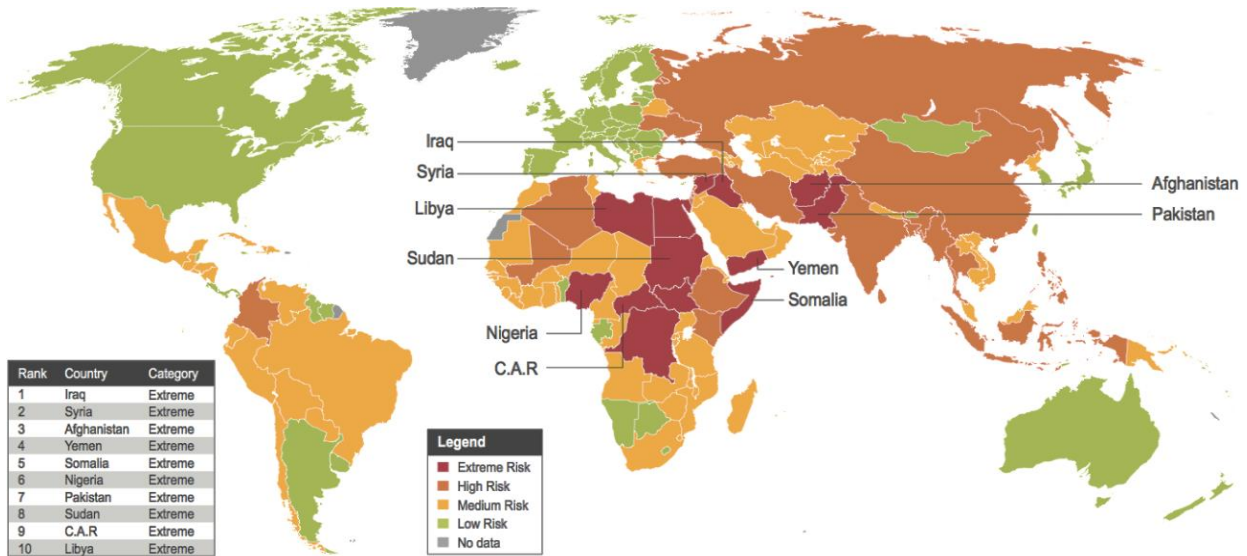 Iraq
Syria
Libya
Sudan
Nigeria
C.A.R
Afghanistan
Pakistan
Yemen
Somalia
Rank Country Category
1 Iraq Extreme
2 Syria Extreme
3 Afghanistan Extreme
4 Yemen Extreme
5 Somalia Extreme
6 Nigeria Extreme
7 Pakistan Extreme
8 Sudan Extreme
9 C.A.R Extreme
10 Libya Extreme
Legend
Extreme Risk
High Risk
Medium Risk
Low Risk
No data